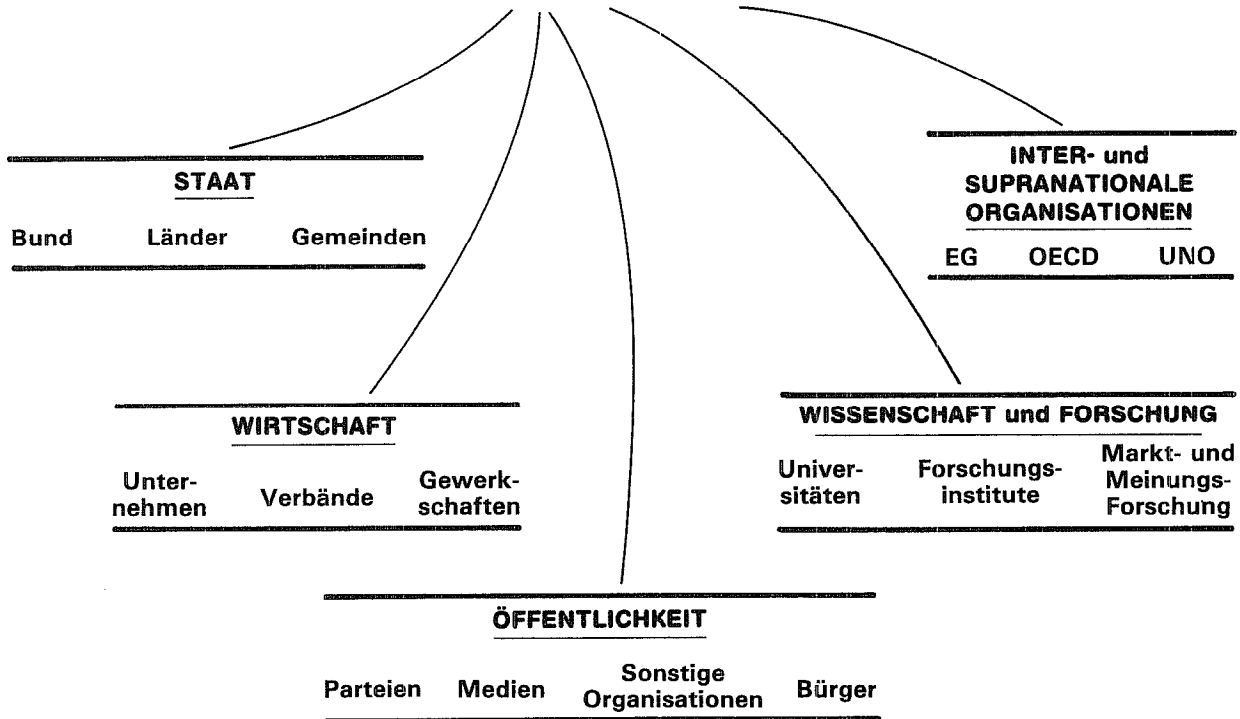 STAAT
Bund Länder Gemeinden
INTER- und
SUPRANATIONALE
ORGANISATIONEN
EG OECD UNO
WIRTSCHAFT
Unter-
nehmen
Verbände
Gewerk-
schaften
WISSENSCHAFT und FORSCHUNG
Univer-
sitäten
Forschungs-
institute
Markt- und
Meinungs-
Forschung
ÖFFENTLICHKEIT
Parteien Medien
Sonstige
Organisationen
Bürger